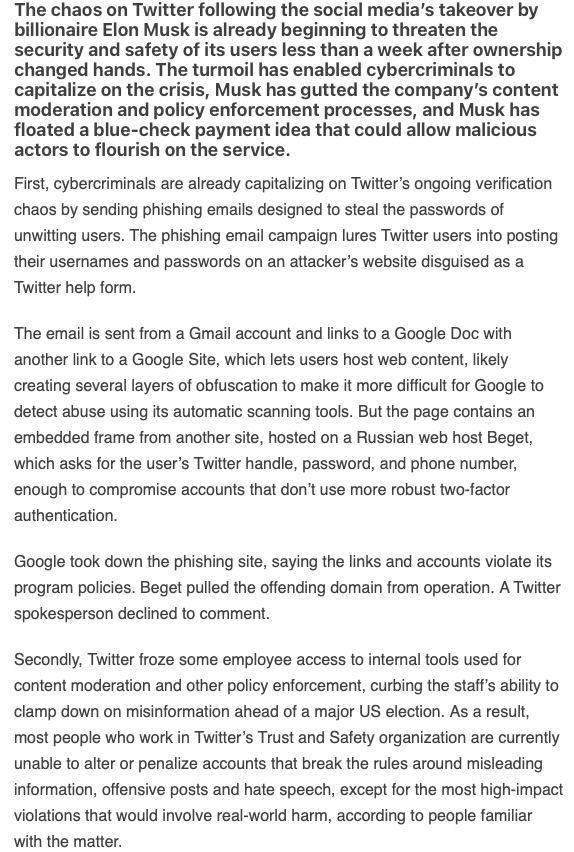 The chaos on Twitter following the social media’s takeover by
billionaire Elon Musk is already beginning to threaten the
security and safety of its users less than a week after ownership
changed hands. The turmoil has enabled cybercriminals to
capitalize on the crisis, Musk has gutted the company’s content
moderation and policy enforcement processes, and Musk has
floated a blue-check payment idea that could allow malicious
actors to flourish on the service.
First, cybercriminals are already capitalizing on Twitter’s ongoing verification
chaos by sending phishing emails designed to steal the passwords of
unwitting users. The phishing email campaign lures Twitter users into posting
their usernames and passwords on an attacker’s website disguised as a
Twitter help form.
The email is sent from a Gmail account and links to a Google Doc with
another link to a Google Site, which lets users host web content, likely
creating several layers of obfuscation to make it more difficult for Google to
detect abuse using its automatic scanning tools. But the page contains an
embedded frame from another site, hosted on a Russian web host Beget,
which asks for the user’s Twitter handle, password, and phone number,
enough to compromise accounts that don’t use more robust two-factor
authentication.
Google took down the phishing site, saying the links and accounts violate its
program policies. Beget pulled the offending domain from operation. A Twitter
spokesperson declined to comment.
Secondly, Twitter froze some employee access to internal tools used for
content moderation and other policy enforcement, curbing the staff’s ability to
clamp down on misinformation ahead of a major US election. As a result,
most people who work in Twitter’s Trust and Safety organization are currently
unable to alter or penalize accounts that break the rules around misleading
information, offensive posts and hate speech, except for the most high-impact
violations that would involve real-world harm, according to people familiar
with the matter.